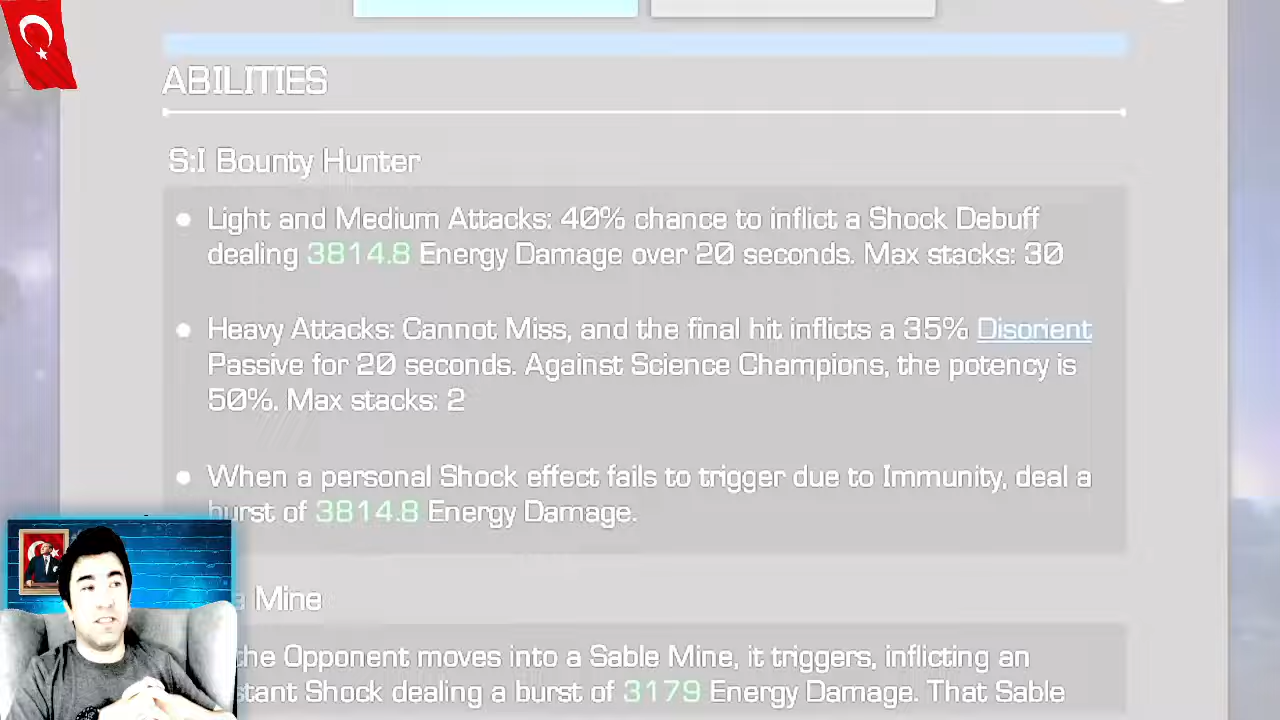 ABILITIES
S:I Bounty Hunter
Light and Medium Attacks: 40% chance to inflict a Shock Debuff
dealing 3814.8 Energy Damage over 20 seconds. Max stacks: 30
Heavy Attacks: Cannot Miss, and the final hit inflicts a 35% Disorient
Passive for 20 seconds. Against Science Champions, the potency is
50%. Max stacks: 2
When a personal Shock effect fails to trigger due to Immunity, deal a
burst of 3814.8 Energy Damage.
Mine
the Opponent moves into a Sable Mine, it triggers, inflicting an
Shock dealing a burst of 3179 Energy Damage. That Sable